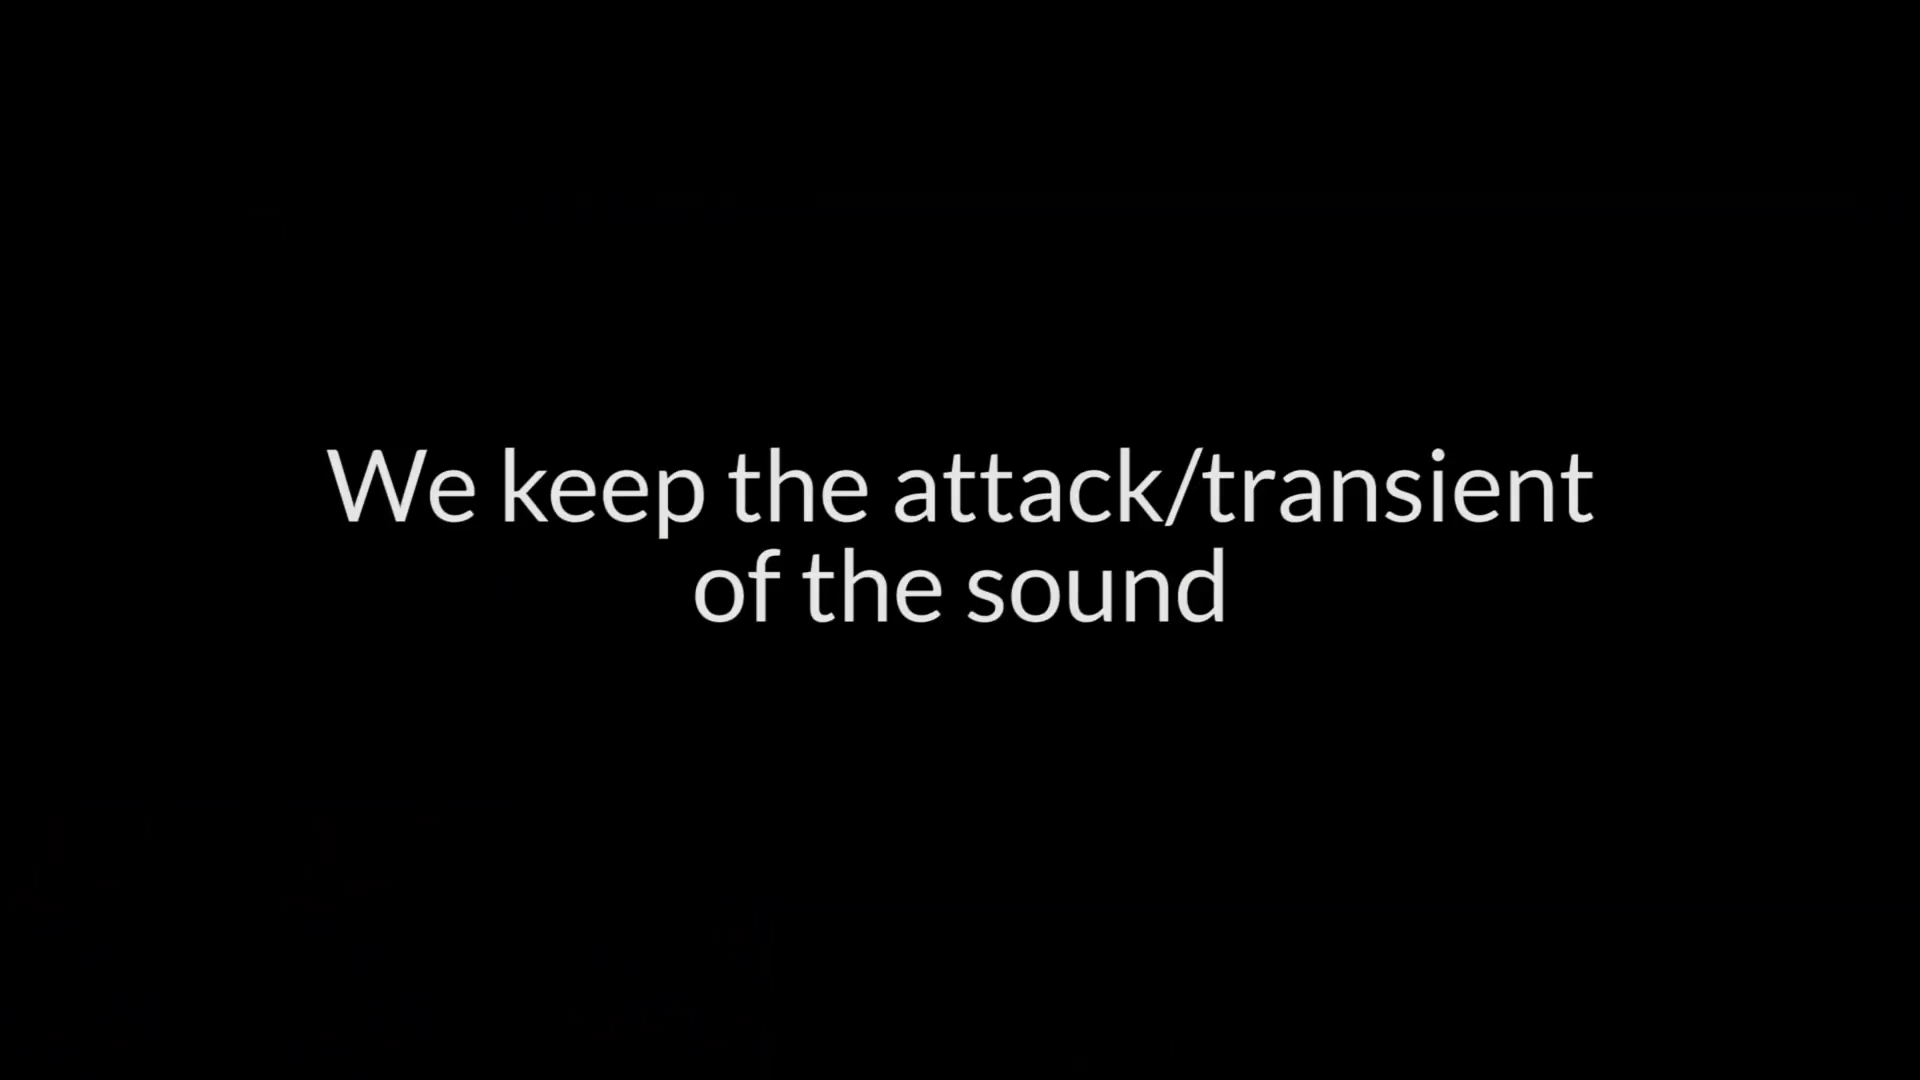 We keep the attack/transient
of the sound